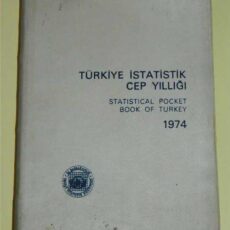 TÜRKİYE İSTATİSTİK
CEP YILLIĞI
STATISTICAL POCKET
BOOK OF TURKEY
1974